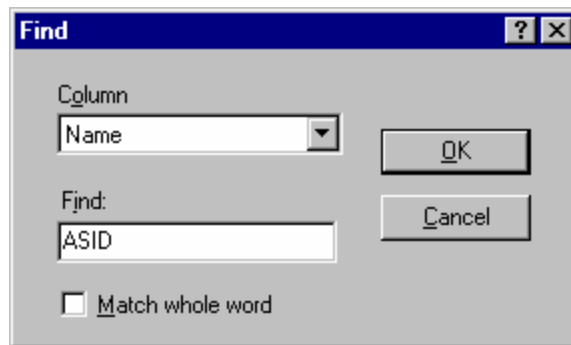 Find
Column
Name
OK
Find:
ASID
Cancel
Match whole word